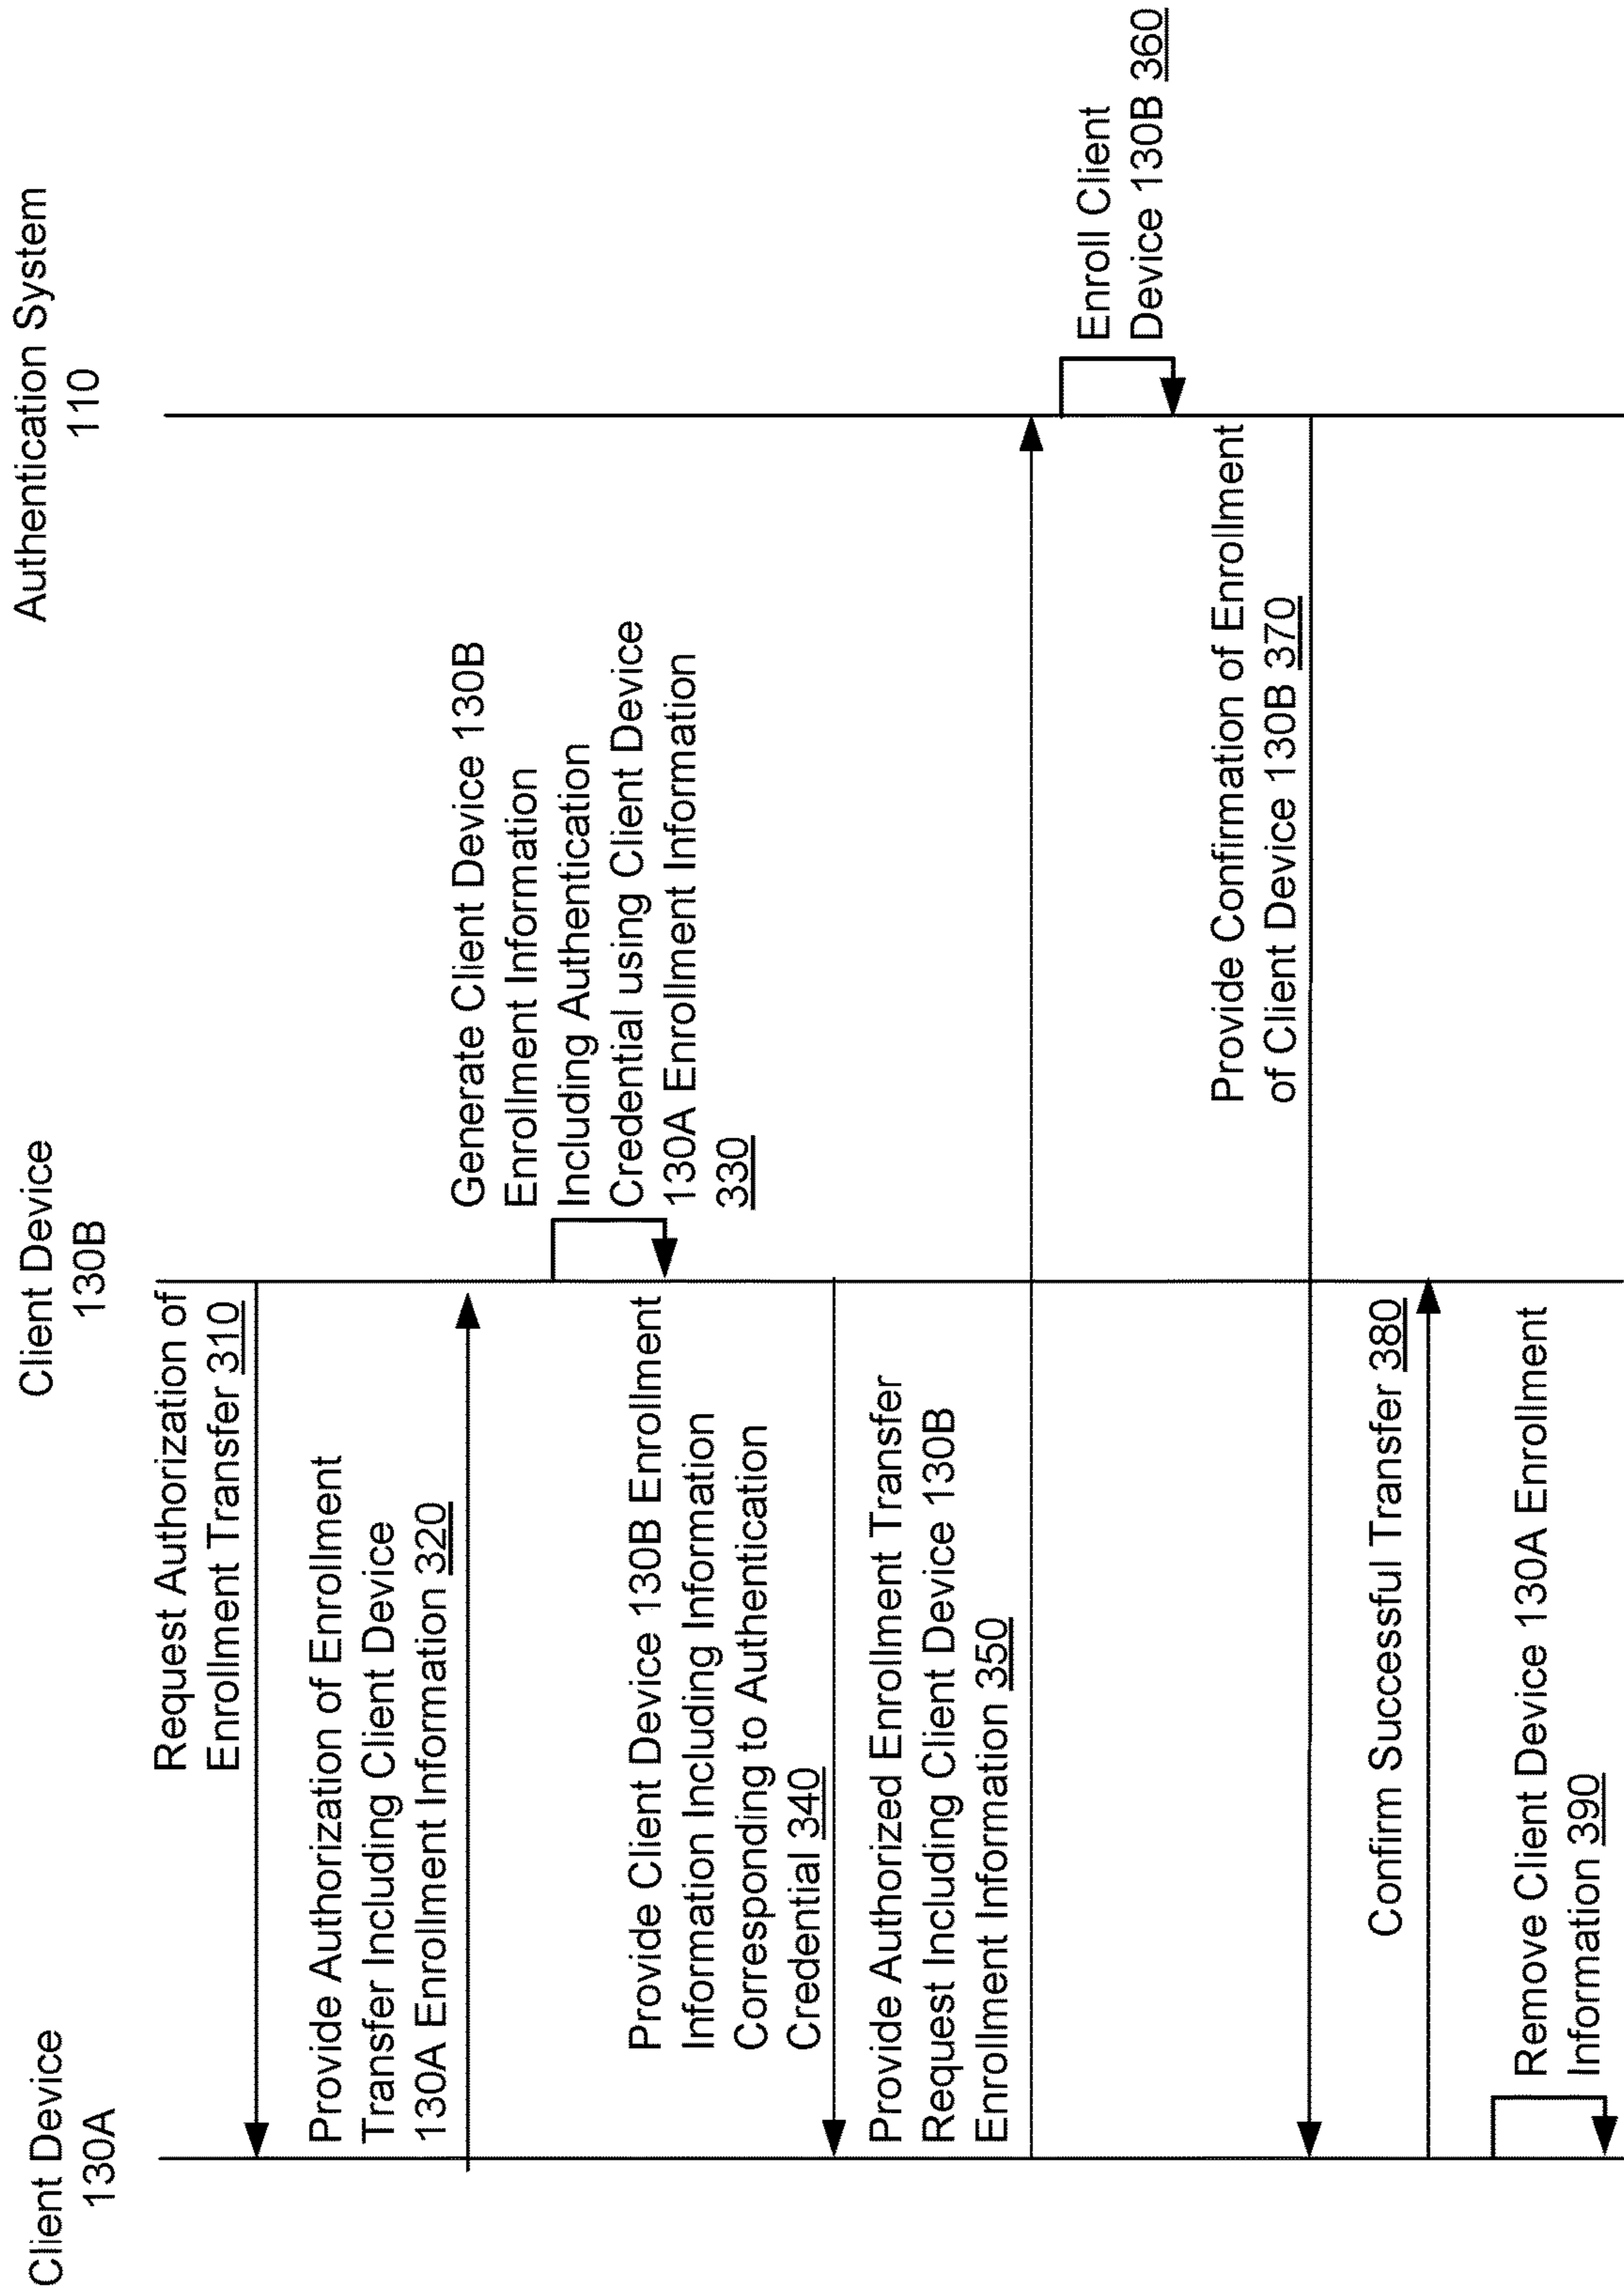 Client Device
130A
Client Device
130B
Authentication System
110
Request Authorization of
Enrollment Transfer 310
Provide Authorization of Enrollment
Transfer Including Client Device
130A Enrollment Information 320
Generate Client Device 130B
Enrollment Information
Including Authentication
Credential using Client Device
130A Enrollment Information
330
Provide Client Device 130B Enrollment
Information Including Information
Corresponding to Authentication
Credential 340
Provide Authorized Enrollment Transfer
Request Including Client Device 130B
Enrollment Information 350
Enroll Client
Device 130B 360
Provide Confirmation of Enrollment
of Client Device 130B 370
Confirm Successful Transfer 380
Remove Client Device 130A Enrollment
Information 390